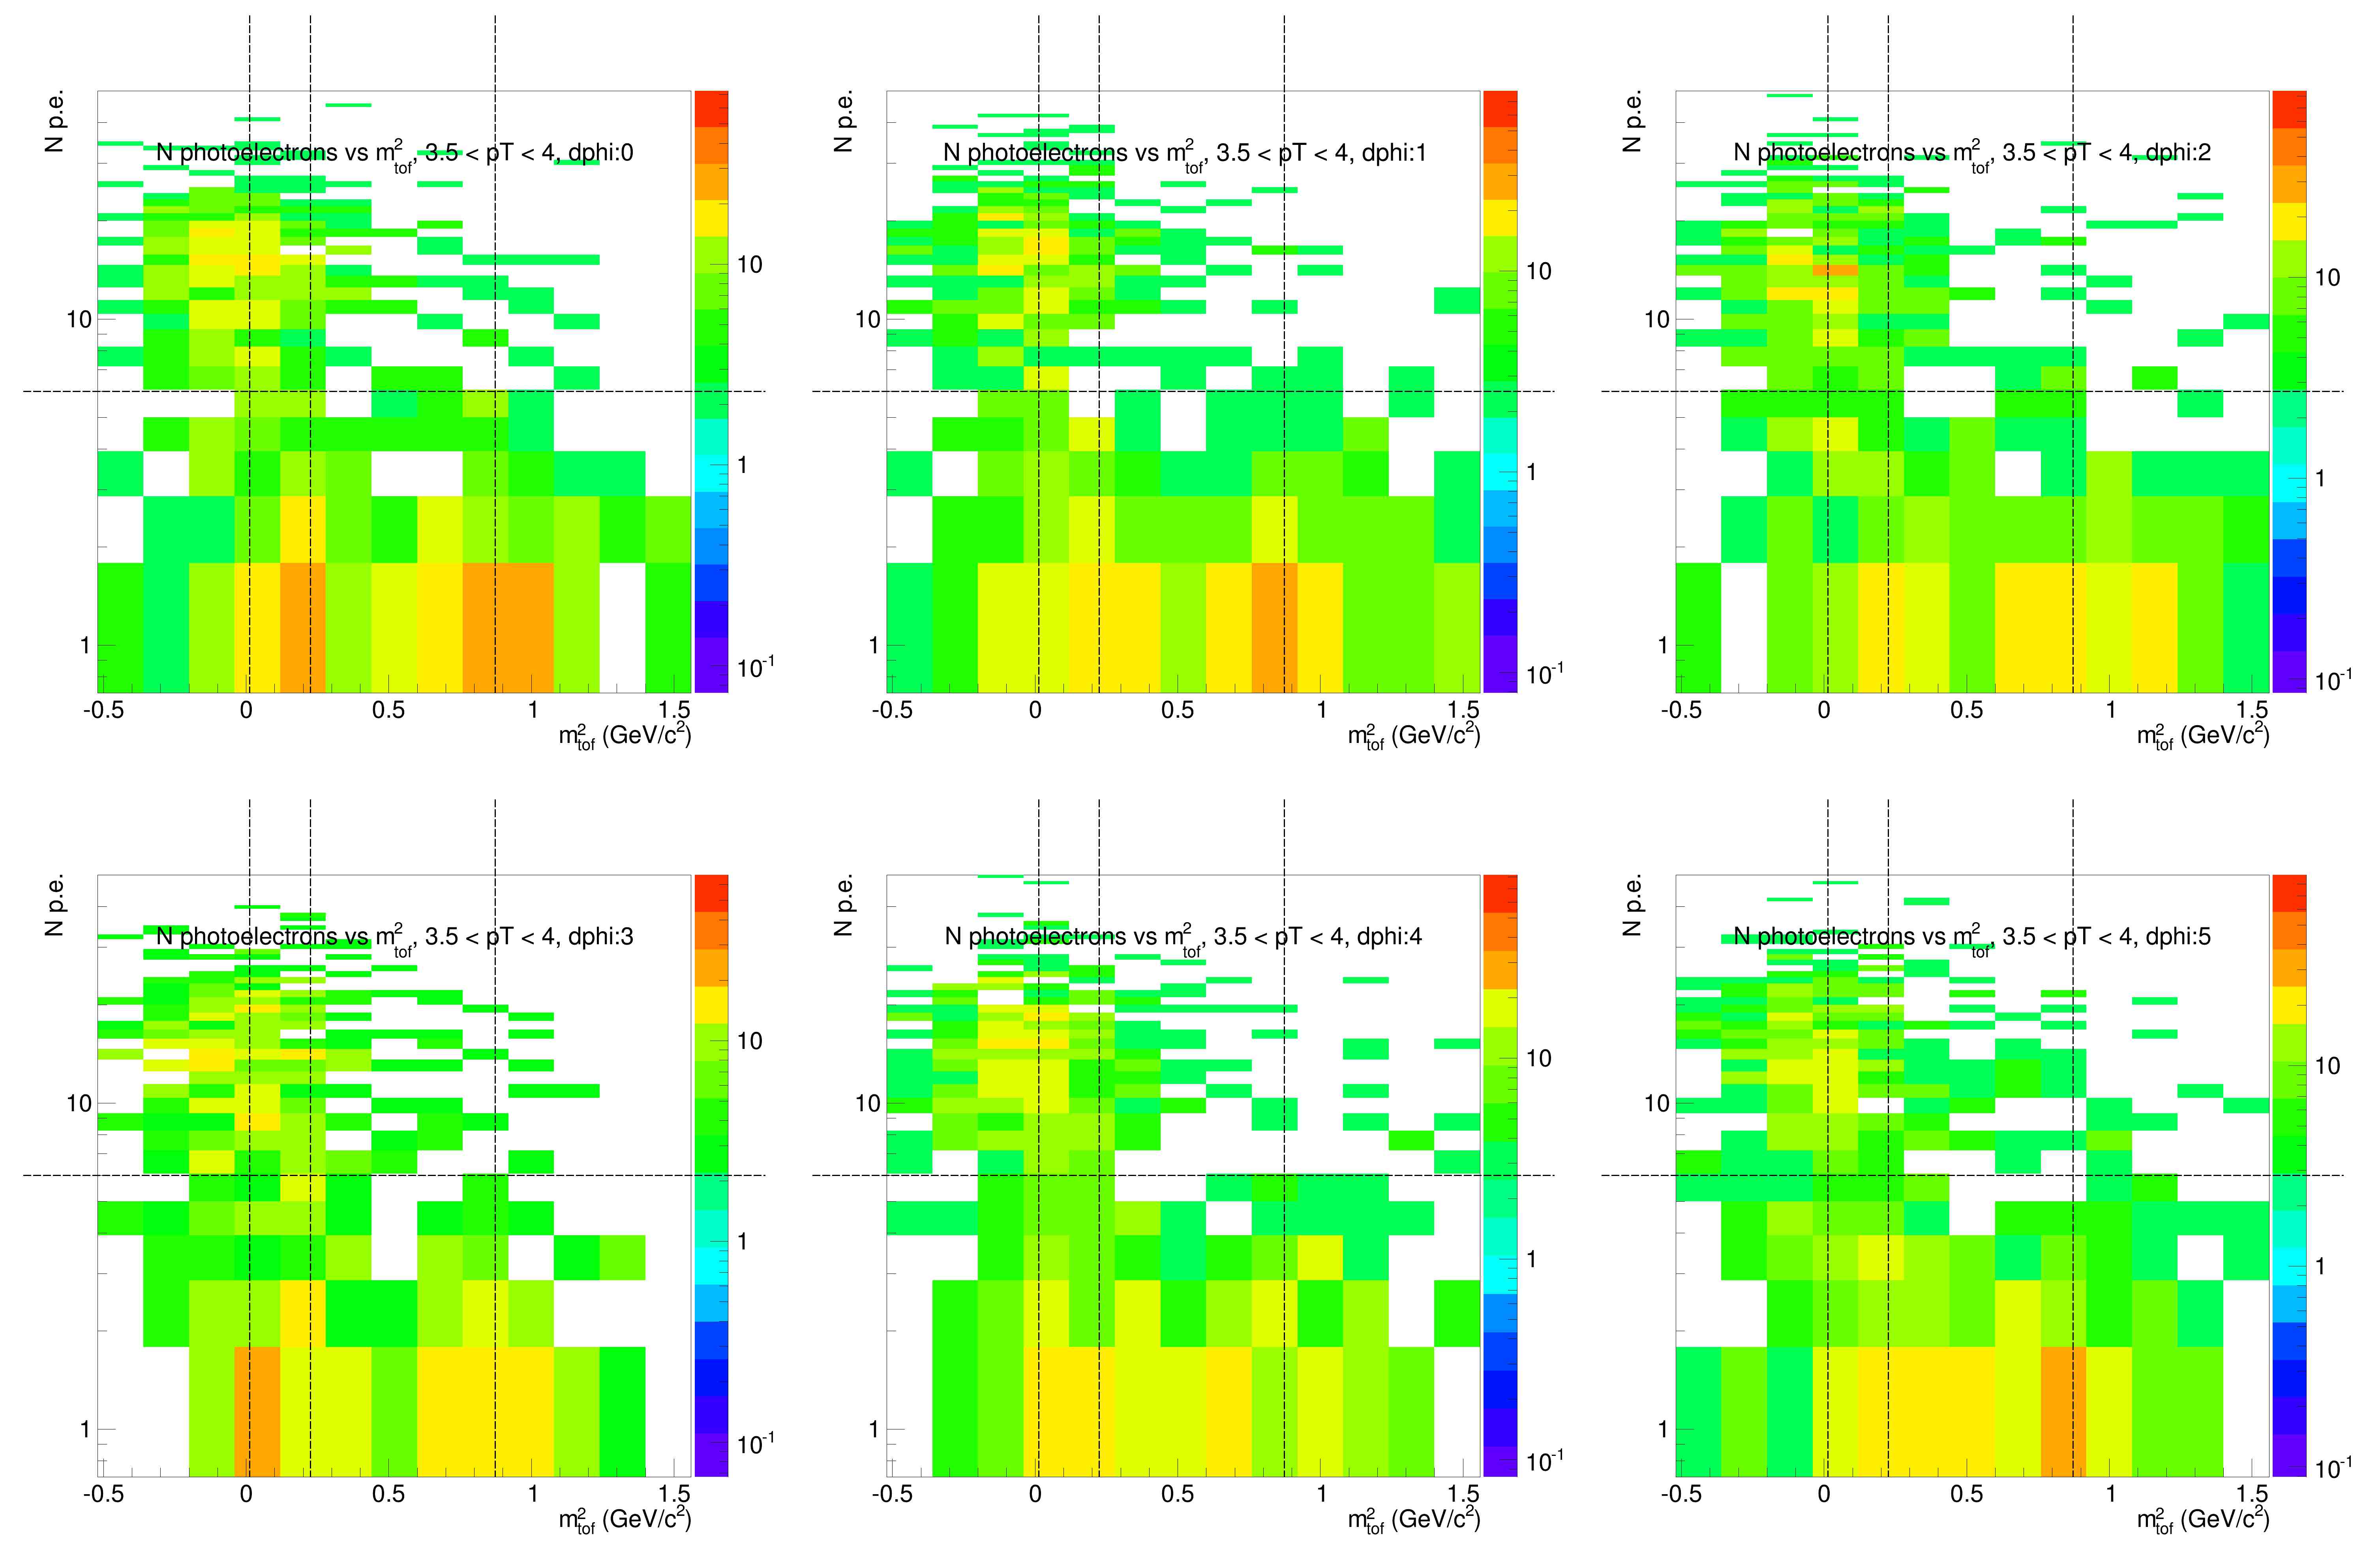 N p.e.
N photoelectrons vs m²tof, 3.5 < pT < 4, dphi:0
10
1
10
1
10⁻¹
-0.5 0 0.5 1 1.5
m²tof (GeV/c²)
N p.e.
N photoelectrons vs m²tof, 3.5 < pT < 4, dphi:1
10
1
10
1
10⁻¹
-0.5 0 0.5 1 1.5
m²tof (GeV/c²)
N p.e.
N photoelectrons vs m²tof, 3.5 < pT < 4, dphi:2
10
1
10
1
10⁻¹
-0.5 0 0.5 1 1.5
m²tof (GeV/c²)
N p.e.
N photoelectrons vs m²tof, 3.5 < pT < 4, dphi:3
10
1
10
1
10⁻¹
-0.5 0 0.5 1 1.5
m²tof (GeV/c²)
N p.e.
N photoelectrons vs m²tof, 3.5 < pT < 4, dphi:4
10
1
10
1
10⁻¹
-0.5 0 0.5 1 1.5
m²tof (GeV/c²)
N p.e.
N photoelectrons vs m²tof, 3.5 < pT < 4, dphi:5
10
1
10
1
10⁻¹
-0.5 0 0.5 1 1.5
m²tof (GeV/c²)